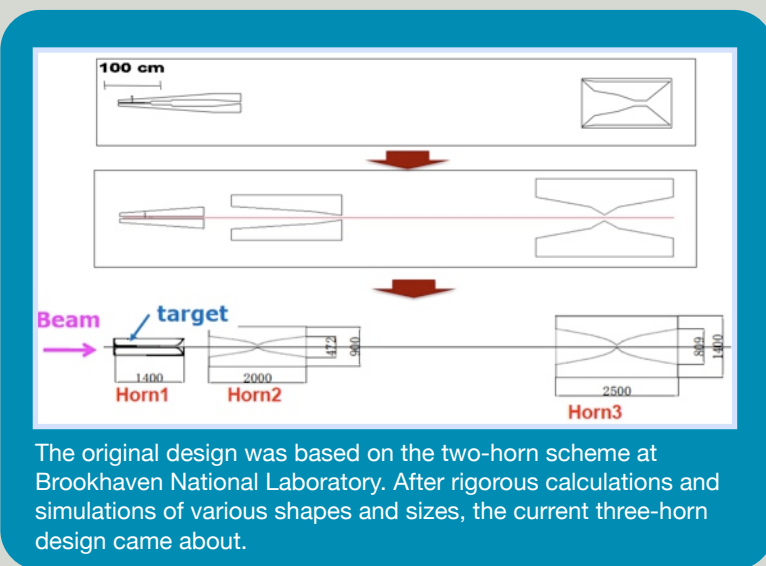 100 cm
Beam
target
472
900
809
1400
1400
2000
2500
Horn1
Horn2
Horn3
The original design was based on the two-horn scheme at
Brookhaven National Laboratory. After rigorous calculations and
simulations of various shapes and sizes, the current three-horn
design came about.